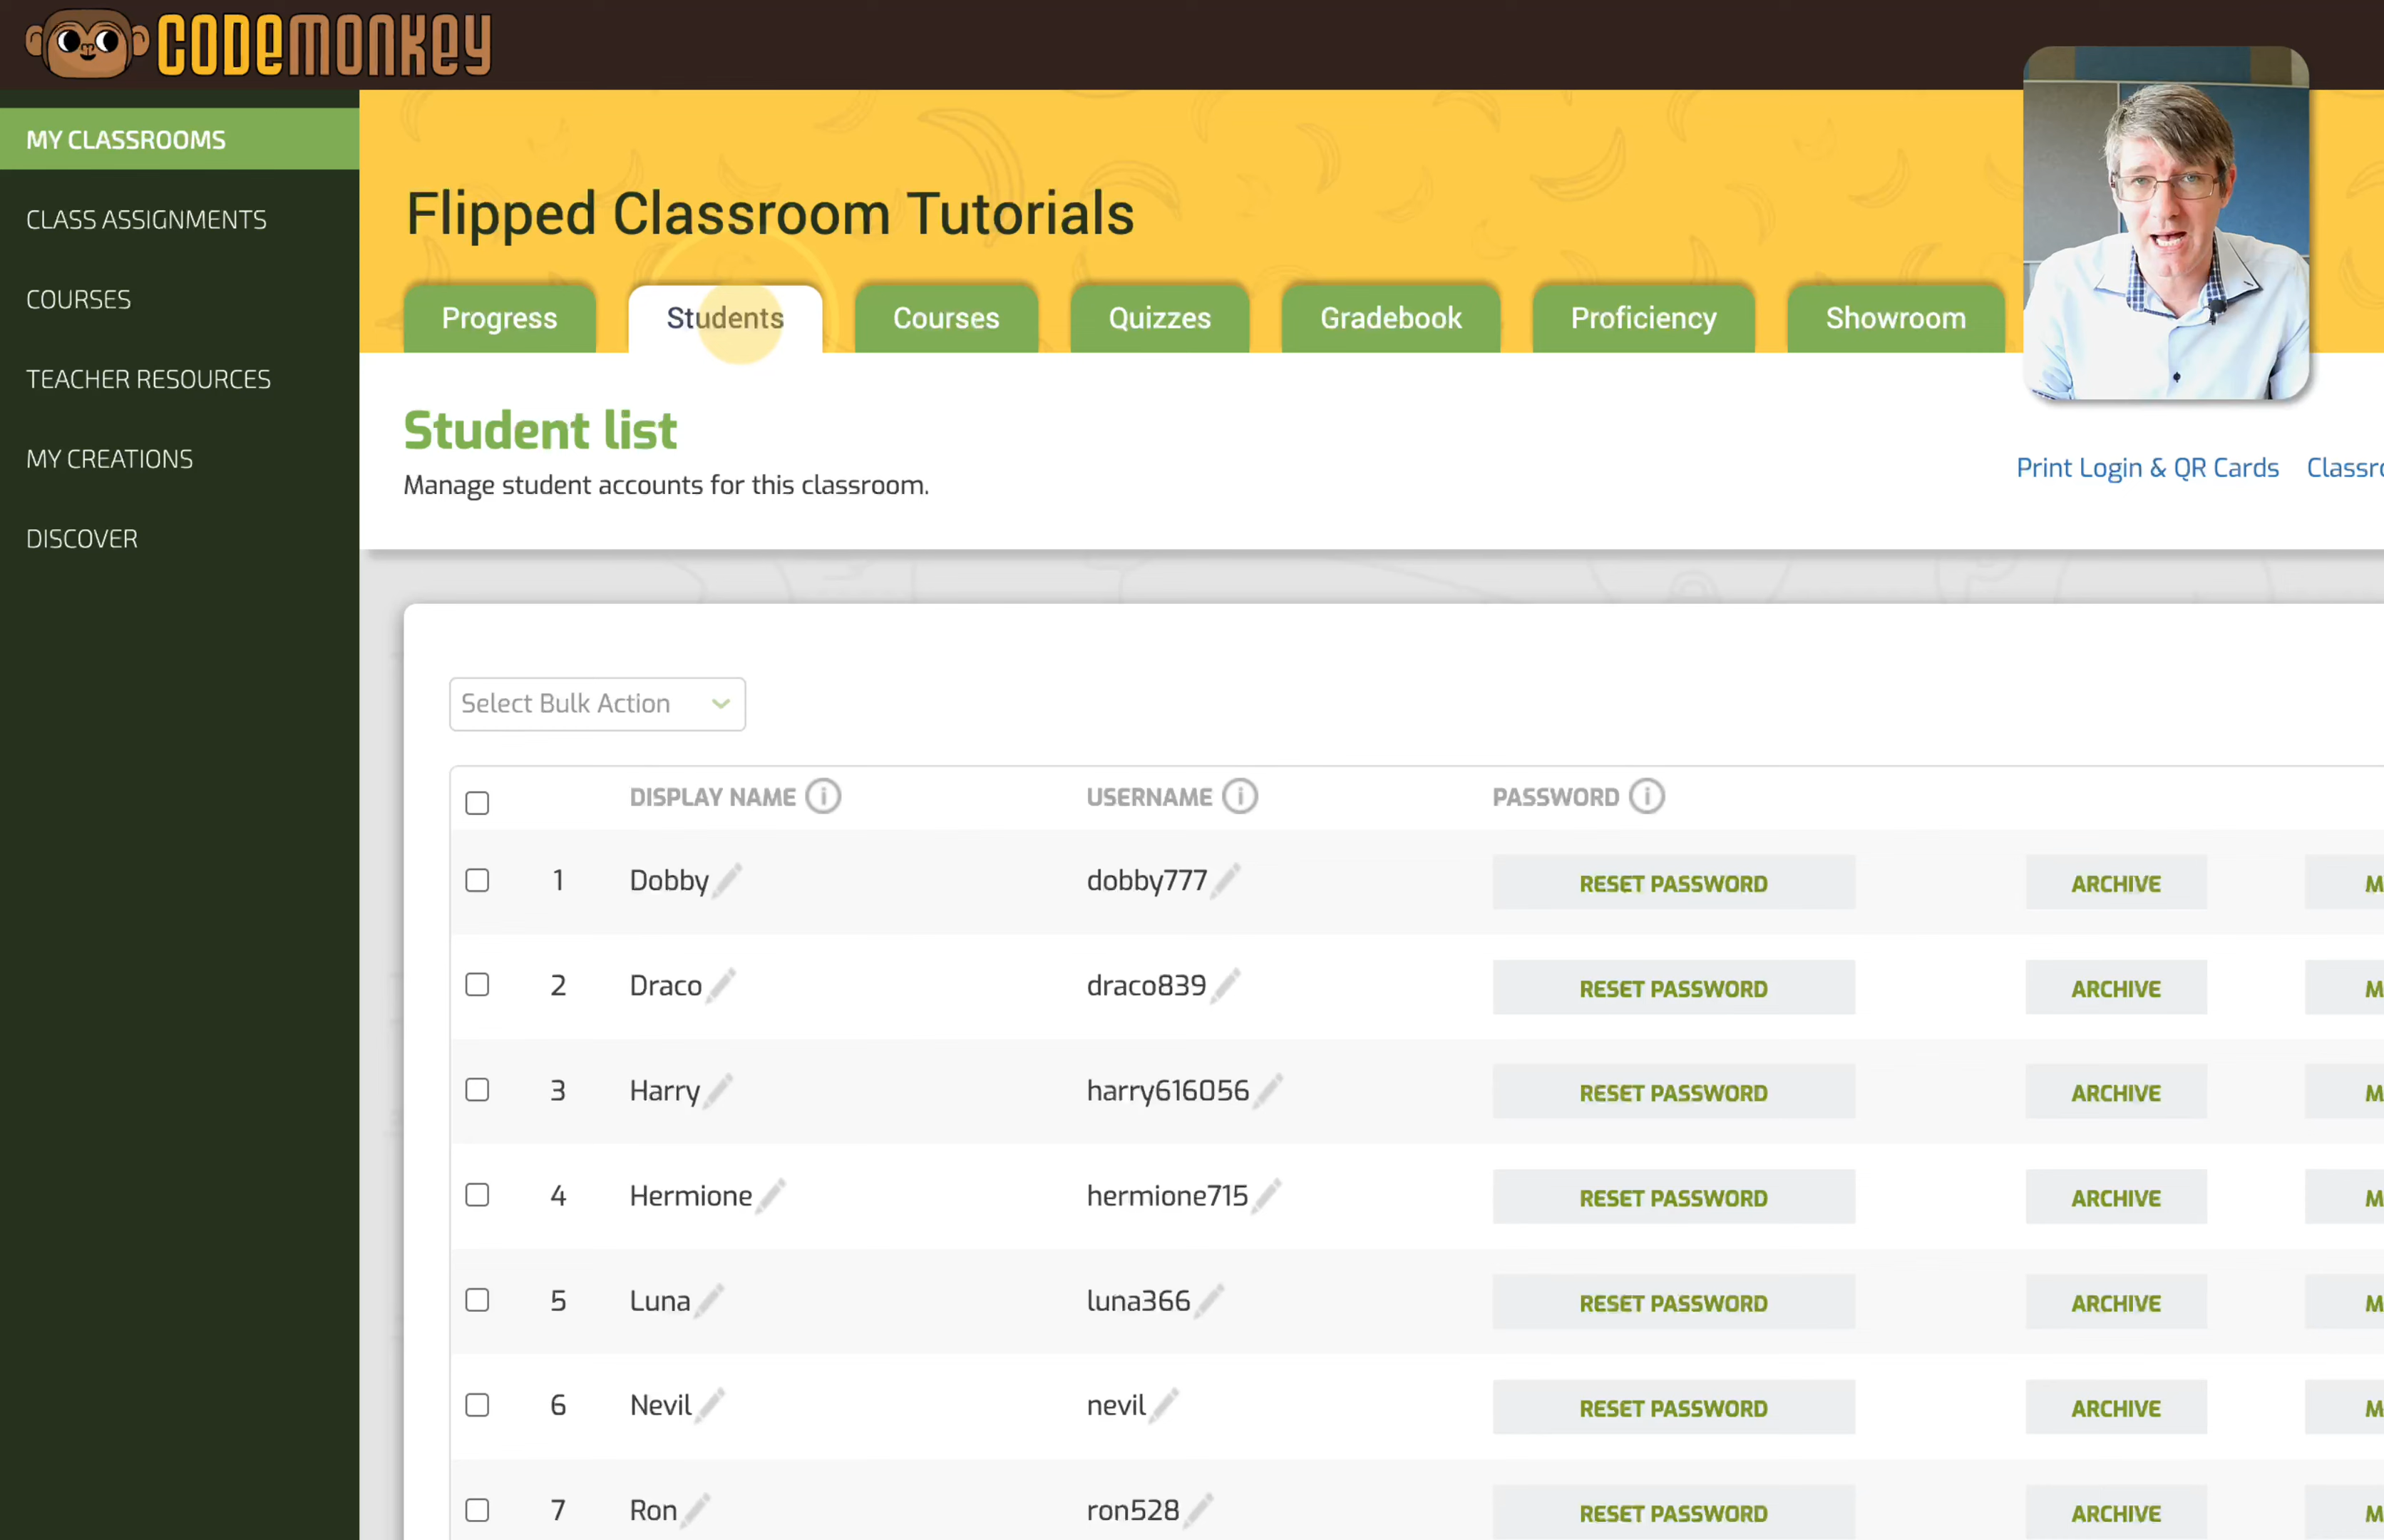 CODEMONKEY
MY CLASSROOMS
CLASS ASSIGNMENTS
COURSES
TEACHER RESOURCES
MY CREATIONS
DISCOVER
Flipped Classroom Tutorials
Progress Students Courses Quizzes Gradebook Proficiency Showroom
Student list
Manage student accounts for this classroom.
Print Login & QR Cards
Select Bulk Action
DISPLAY NAME USERNAME PASSWORD
1 Dobby dobby777 RESET PASSWORD ARCHIVE
2 Draco draco839 RESET PASSWORD ARCHIVE
3 Harry harry616056 RESET PASSWORD ARCHIVE
4 Hermione hermione715 RESET PASSWORD ARCHIVE
5 Luna luna366 RESET PASSWORD ARCHIVE
6 Nevil nevil RESET PASSWORD ARCHIVE
7 Ron ron528 RESET PASSWORD ARCHIVE